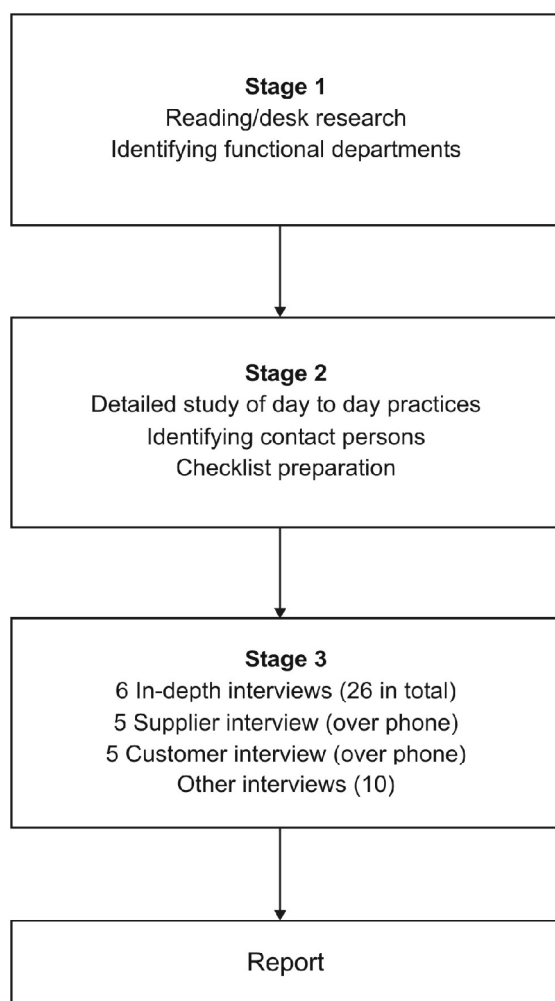 Stage 1
Reading/desk research
Identifying functional departments
Stage 2
Detailed study of day to day practices
Identifying contact persons
Checklist preparation
Stage 3
6 In-depth interviews (26 in total)
5 Supplier interview (over phone)
5 Customer interview (over phone)
Other interviews (10)
Report